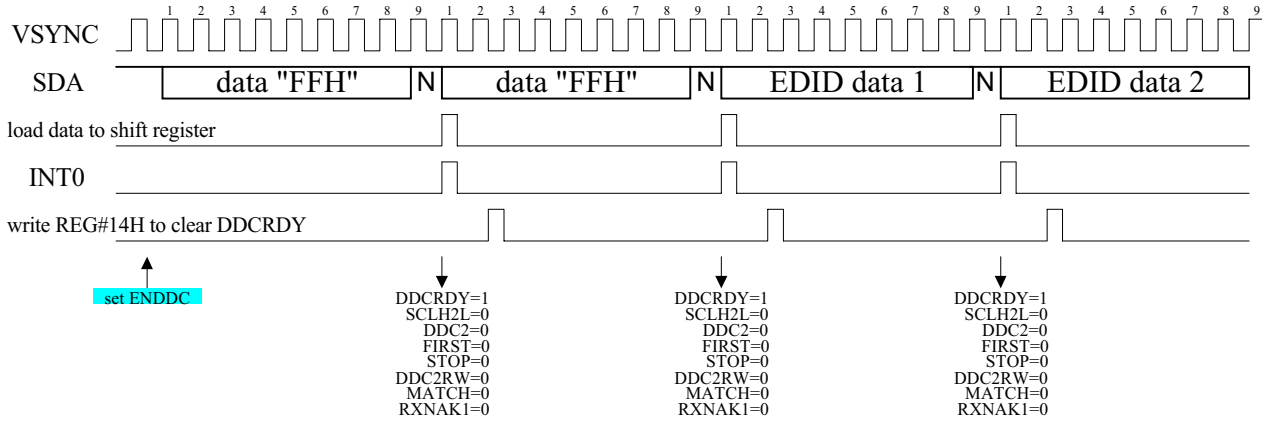 1 2 3 4 5 6 7 8 9 1 2 3 4 5 6 7 8 9 1 2 3 4 5 6 7 8 9 1 2 3 4 5 6 7 8 9
VSYNC
SDA data "FFH" N data "FFH" N EDID data 1 N EDID data 2
load data to shift register
INT0
write REG#14H to clear DDCRDY
set ENDDC
DDCRDY=1 DDCRDY=1 DDCRDY=1
SCLH2L=0 SCLH2L=0 SCLH2L=0
DDC2=0 DDC2=0 DDC2=0
FIRST=0 FIRST=0 FIRST=0
STOP=0 STOP=0 STOP=0
DDC2RW=0 DDC2RW=0 DDC2RW=0
MATCH=0 MATCH=0 MATCH=0
RXNAK1=0 RXNAK1=0 RXNAK1=0